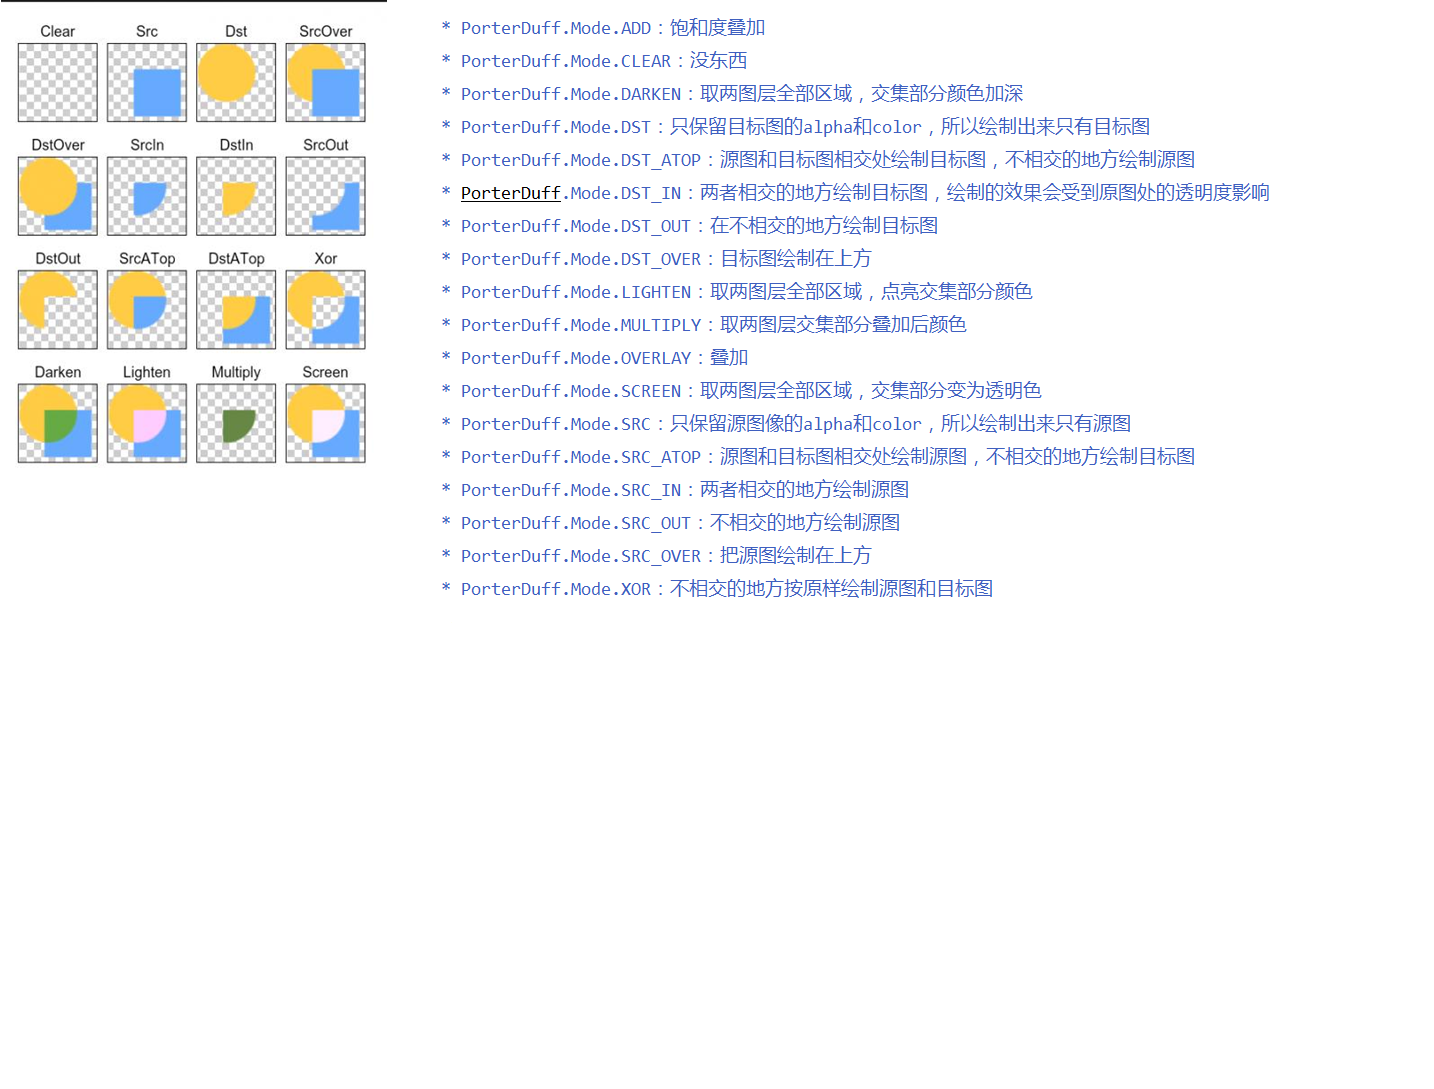 Clear Src Dst SrcOver
DstOver SrcIn DstIn SrcOut
DstOut SrcATop DstATop Xor
Darken Lighten Multiply Screen
* PorterDuff.Mode.ADD：饱和度叠加
* PorterDuff.Mode.CLEAR：没东西
* PorterDuff.Mode.DARKEN：取两图层全部区域，交集部分颜色加深
* PorterDuff.Mode.DST：只保留目标图的alpha和color，所以绘制出来只有目标图
* PorterDuff.Mode.DST_ATOP：源图和目标图相交处绘制目标图，不相交的地方绘制源图
* PorterDuff.Mode.DST_IN：两者相交的地方绘制目标图，绘制的效果会受到原图处的透明度影响
* PorterDuff.Mode.DST_OUT：在不相交的地方绘制目标图
* PorterDuff.Mode.DST_OVER：目标图绘制在上方
* PorterDuff.Mode.LIGHTEN：取两图层全部区域，点亮交集部分颜色
* PorterDuff.Mode.MULTIPLY：取两图层交集部分叠加后颜色
* PorterDuff.Mode.OVERLAY：叠加
* PorterDuff.Mode.SCREEN：取两图层全部区域，交集部分变为透明色
* PorterDuff.Mode.SRC：只保留源图像的alpha和color，所以绘制出来只有源图
* PorterDuff.Mode.SRC_ATOP：源图和目标图相交处绘制源图，不相交的地方绘制目标图
* PorterDuff.Mode.SRC_IN：两者相交的地方绘制源图
* PorterDuff.Mode.SRC_OUT：不相交的地方绘制源图
* PorterDuff.Mode.SRC_OVER：把源图绘制在上方
* PorterDuff.Mode.XOR：不相交的地方按原样绘制源图和目标图